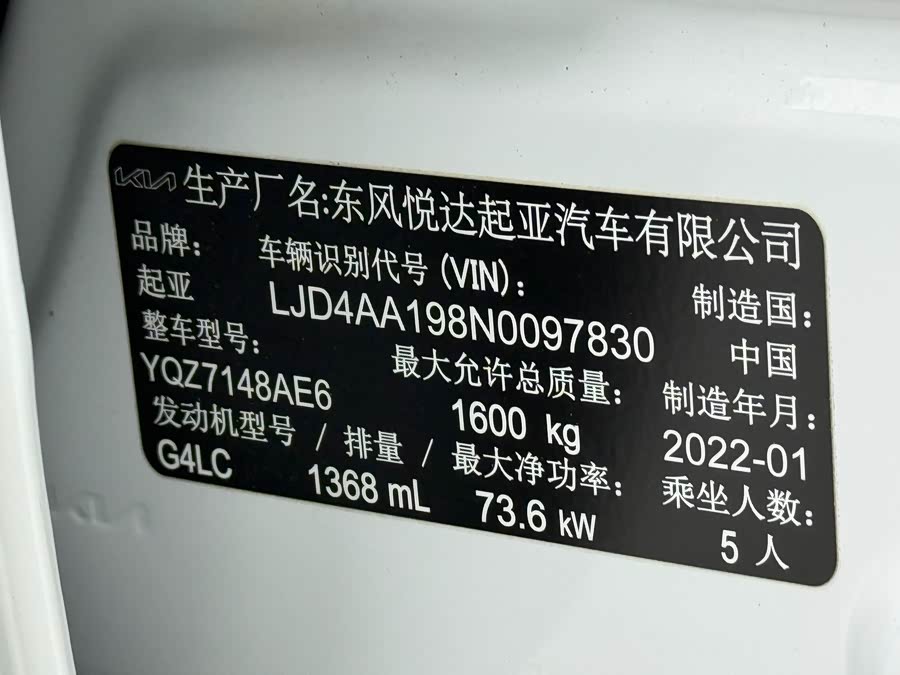 KIA 生产厂名:东风悦达起亚汽车有限公司
品牌: 车辆识别代号 (VIN): 制造国:
起亚 LJD4AA198N0097830 中国
整车型号: 最大允许总质量: 制造年月:
YQZ7148AE6 1600 kg 2022-01
发动机型号 / 排量 / 最大净功率: 乘坐人数:
G4LC 1368 mL 73.6 kW 5 人